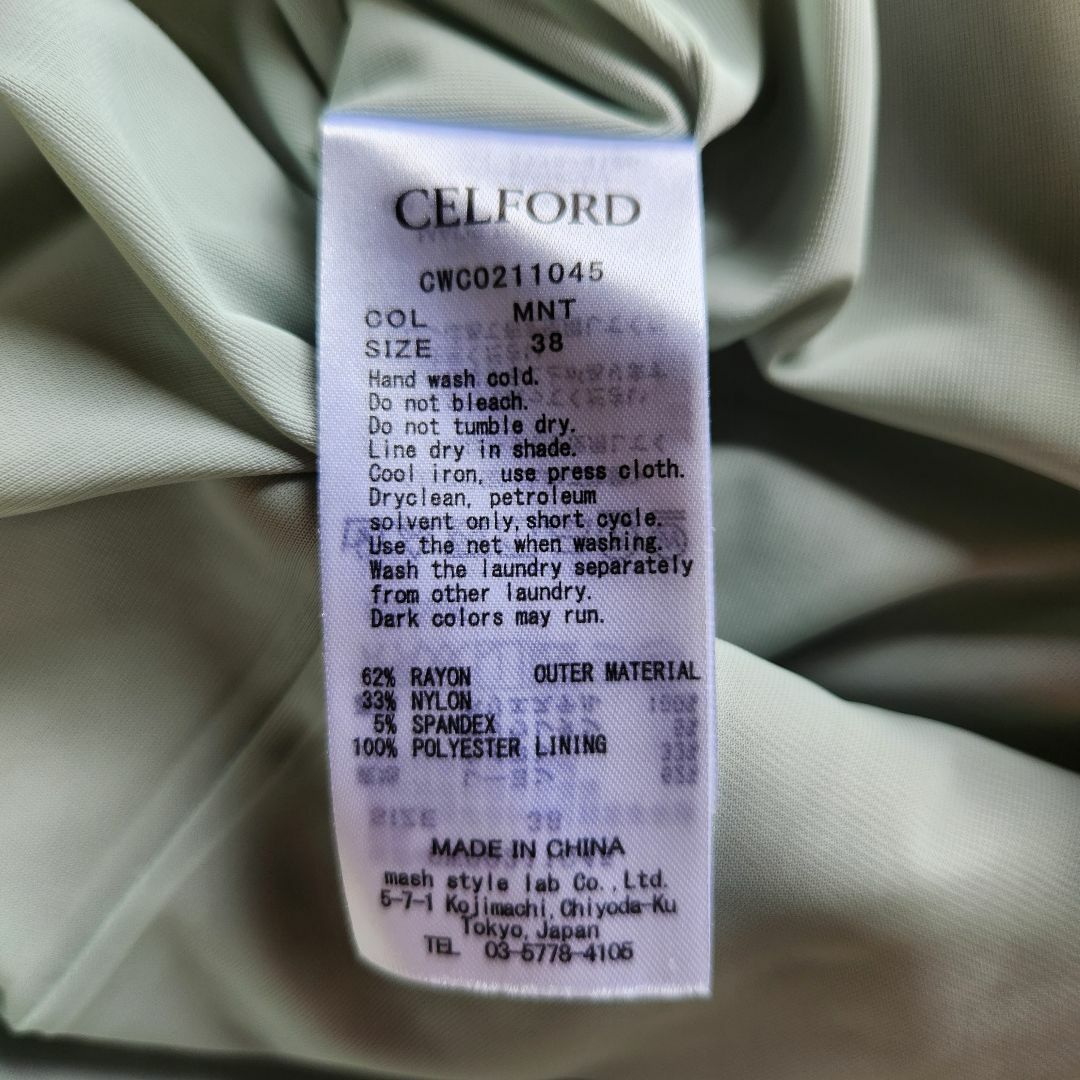 CELFORD
CWCO211045
COL MNT
SIZE 38
Hand wash cold.
Do not bleach.
Do not tumble dry.
Line dry in shade.
Cool iron, use press cloth.
Dryclean, petroleum
solvent only, short cycle.
Use the net when washing.
Wash the laundry separately
from other laundry.
Dark colors may run.
62% RAYON OUTER MATERIAL
33% NYLON
5% SPANDEX
100% POLYESTER LINING
MADE IN CHINA
mash style lab Co., Ltd.
5-7-1 Kojimachi, Chiyoda-Ku
Tokyo, Japan
TEL 03-5778-4105